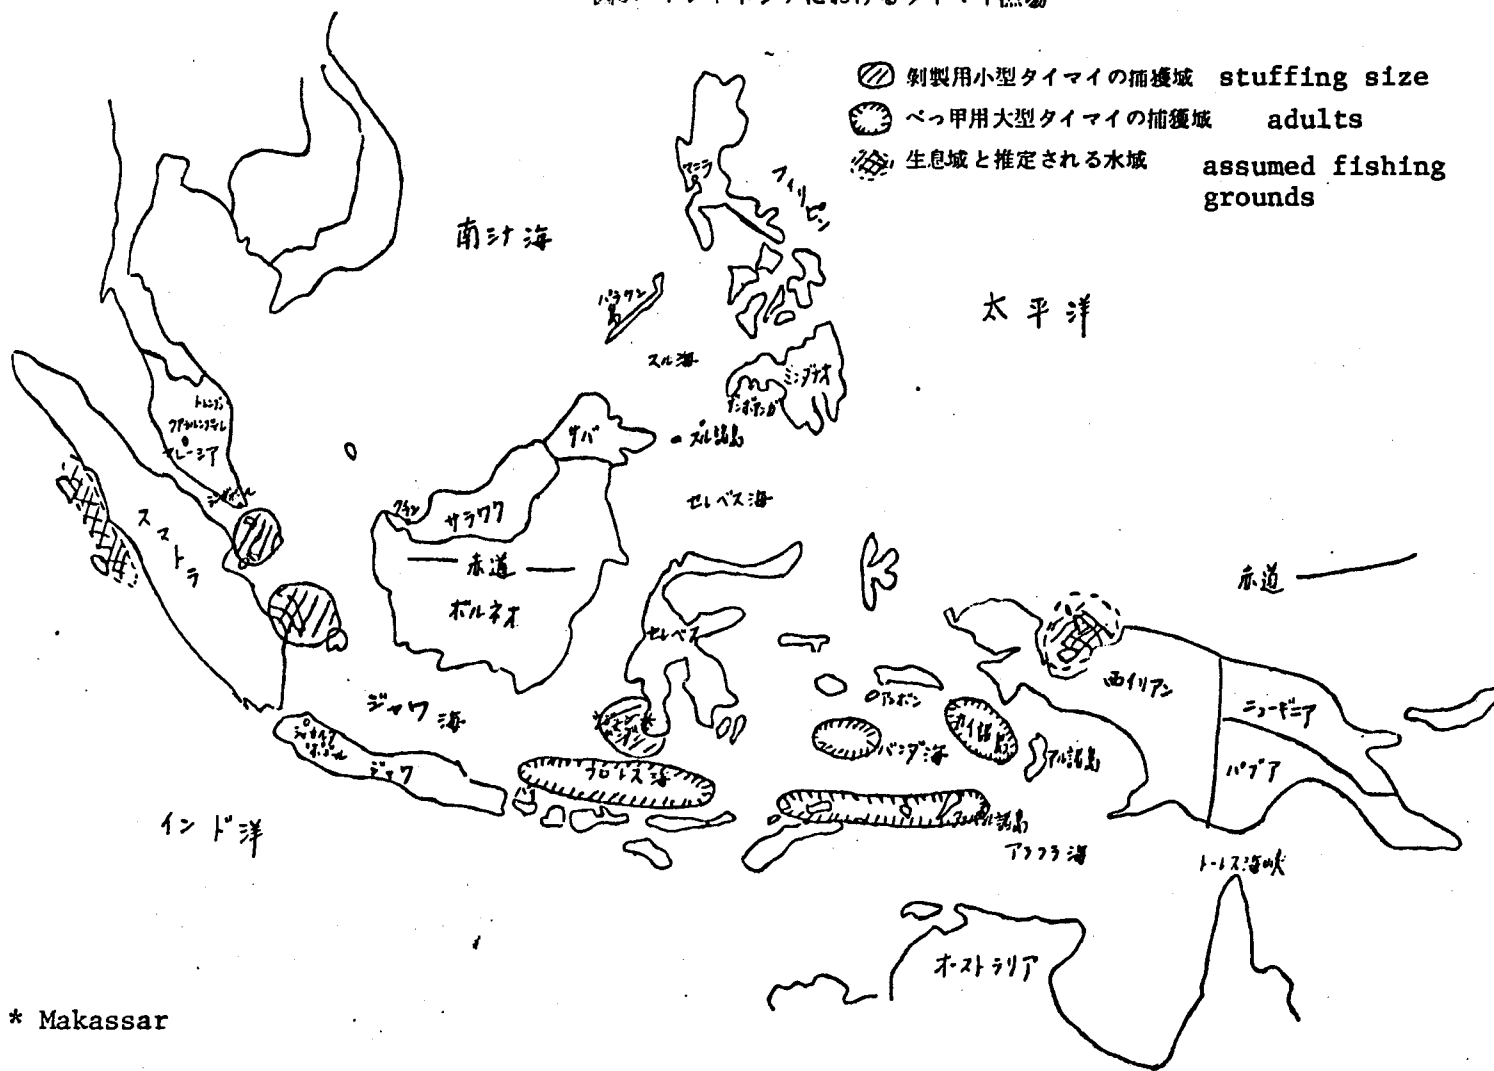 剝製用小型タイマイの捕獲域 stuffing size
べっ甲用大型タイマイの捕獲域 adults
生息域と推定される水域 assumed fishing
grounds
マニラ
フィリピン
南シナ海
パラワン
島
太平洋
スル海
ミンダナオ
サンボアンガ
マレーシア
サバ
スル諸島
セレベス海
クチン
サラワク
スマトラ
赤道
赤道
ボルネオ
セレベス
西イリアン
ニューギニア
アンボン
ジャワ海
カイ諸島
バンダ海
アル諸島
パプア
ジャワ
フロレス海
インド洋
アラフラ海
トーレス海峡
オーストラリア
* Makassar